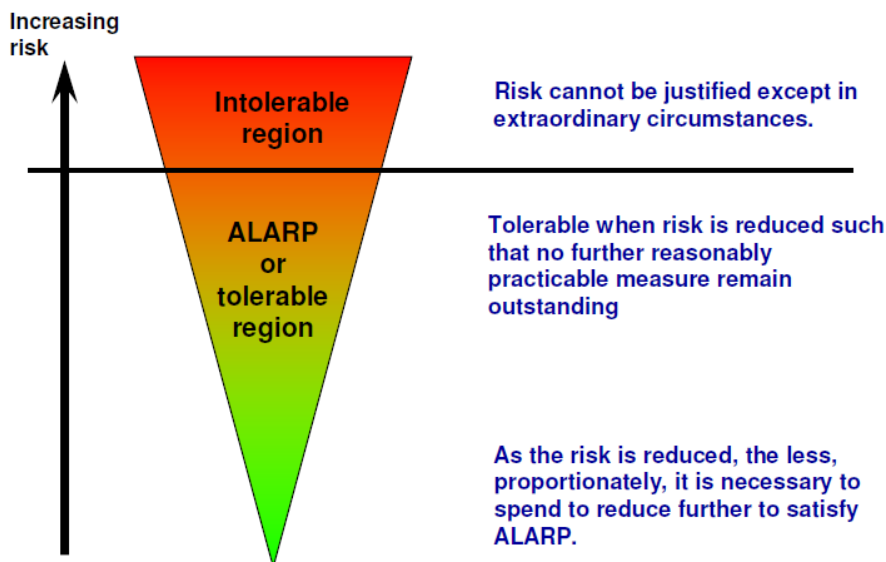 Increasing
risk
Intolerable
region
Risk cannot be justified except in
extraordinary circumstances.
ALARP
or
tolerable
region
Tolerable when risk is reduced such
that no further reasonably
practicable measure remain
outstanding
As the risk is reduced, the less,
proportionately, it is necessary to
spend to reduce further to satisfy
ALARP.